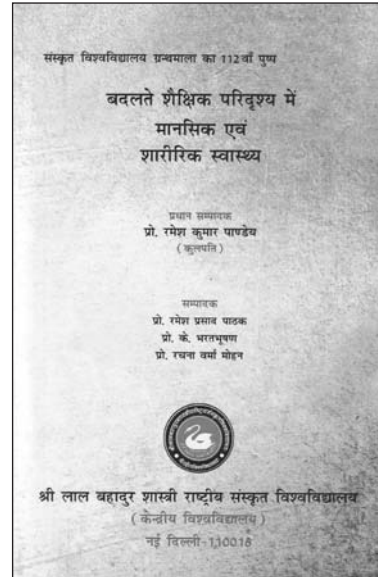 संस्कृत विश्वविद्यालय ग्रन्थमाला का 112वाँ पुष्प
बदलते शैक्षिक परिदृश्य में
मानसिक एवं
शारीरिक स्वास्थ्य
प्रधान सम्पादक
प्रो. रमेश कुमार पाण्डेय
(कुलपति)
सम्पादक
प्रो. रमेश प्रसाद पाठक
प्रो. के. भरतभूषण
प्रो. रचना वर्मा मोहन
श्री लाल बहादुर शास्त्री राष्ट्रीय संस्कृत विश्वविद्यालय
(केन्द्रीय विश्वविद्यालय)
नई दिल्ली-110016